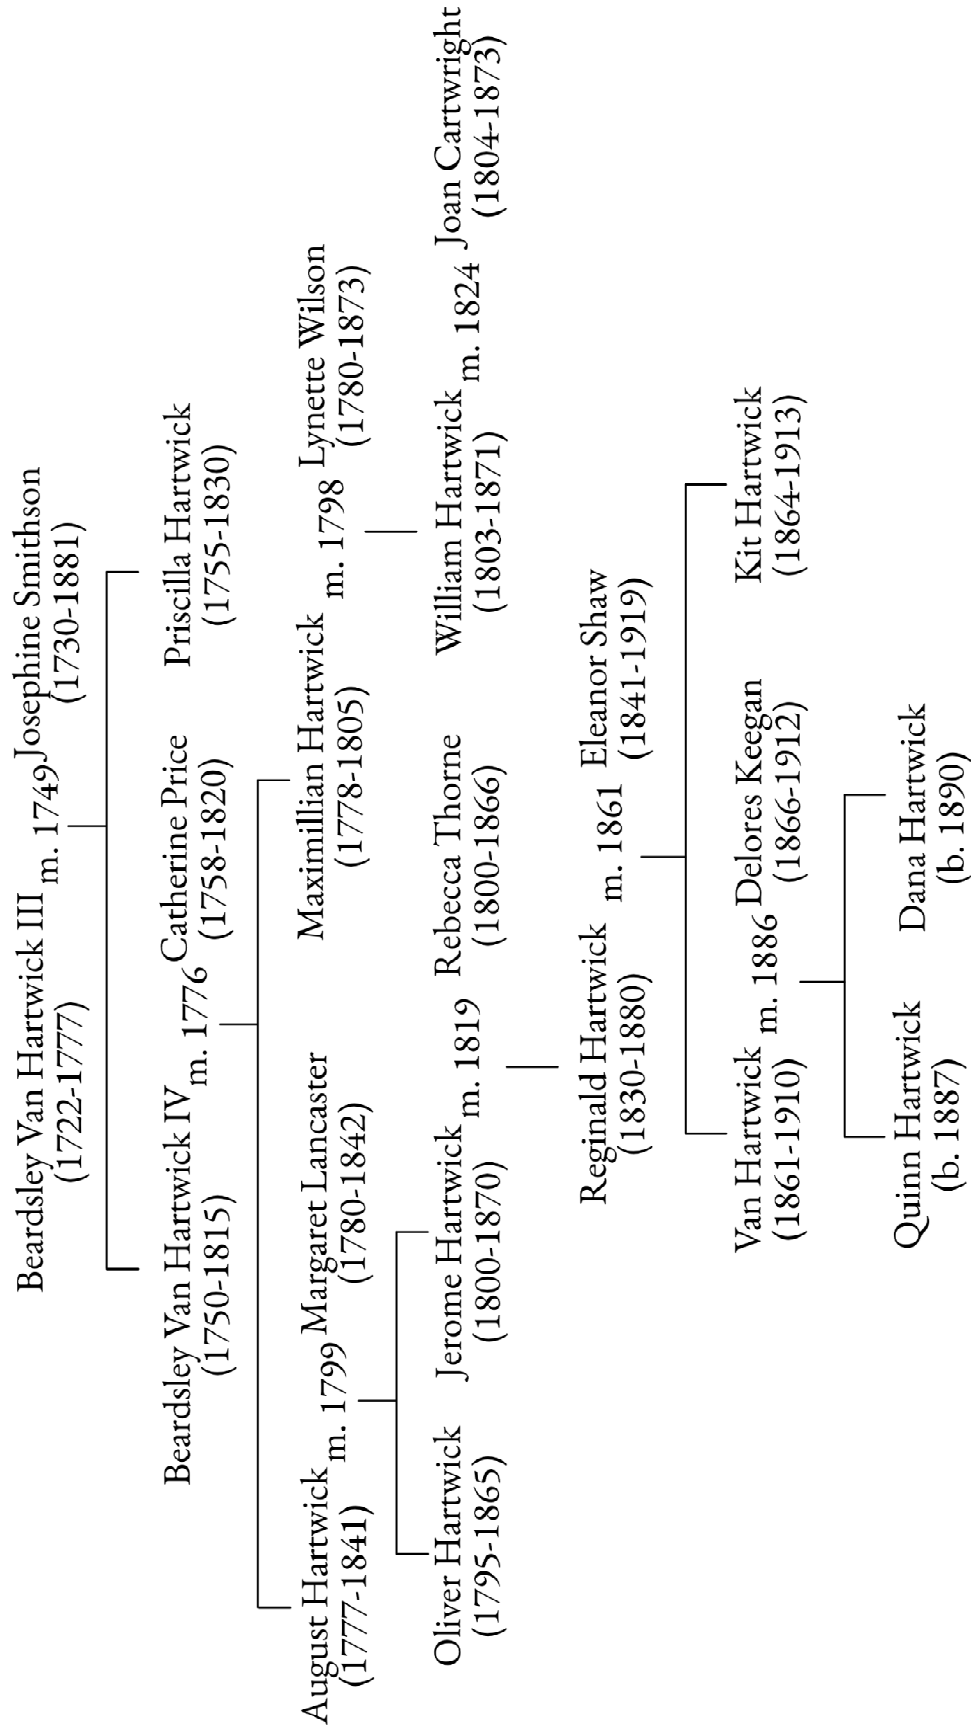 Beardsley Van Hartwick III m. 1749 Josephine Smithson
(1722-1777) (1730-1881)
Beardsley Van Hartwick IV m. 1776 Catherine Price Priscilla Hartwick
(1750-1815) (1758-1820) (1755-1830)
August Hartwick m. 1799 Margaret Lancaster Maximillian Hartwick m. 1798 Lynette Wilson
(1777-1841) (1780-1842) (1778-1805) (1780-1873)
Oliver Hartwick Jerome Hartwick m. 1819 Rebecca Thorne William Hartwick m. 1824 Joan Cartwright
(1795-1865) (1800-1870) (1800-1866) (1803-1871) (1804-1873)
Reginald Hartwick m. 1861 Eleanor Shaw
(1830-1880) (1841-1919)
Van Hartwick m. 1886 Delores Keegan Kit Hartwick
(1861-1910) (1866-1912) (1864-1913)
Quinn Hartwick Dana Hartwick
(b. 1887) (b. 1890)